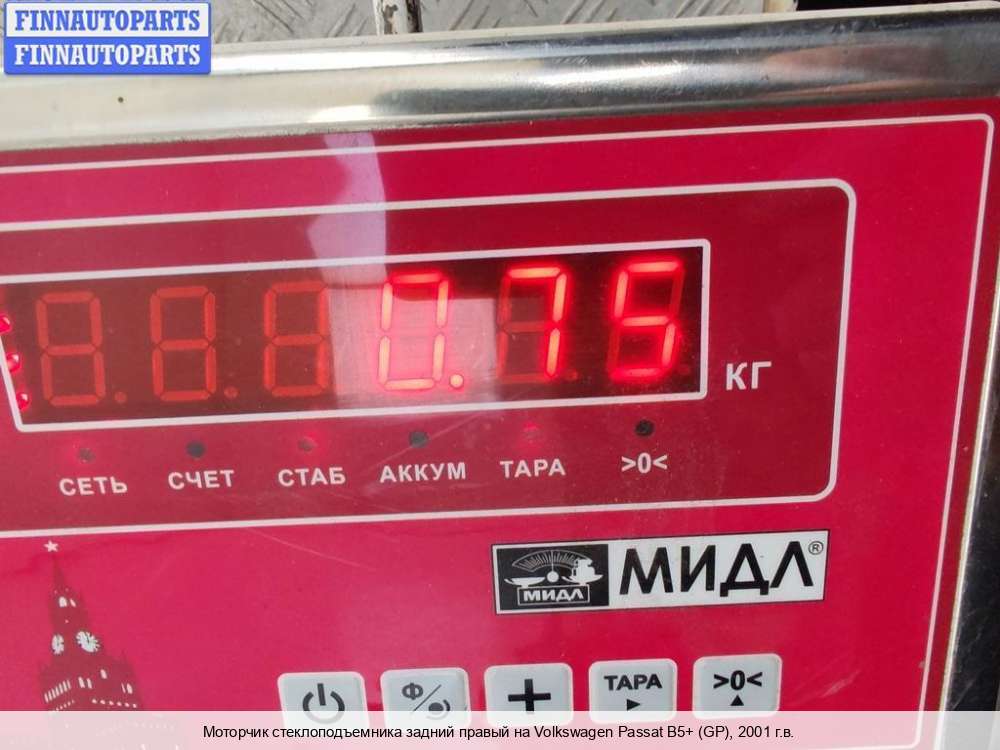 FINNAUTOPARTS
FINNAUTOPARTS
0.75
КГ
СЕТЬ СЧЕТ СТАБ АККУМ ТАРА >0<
МИДЛ МИДЛ®
Ф ТАРА >0<
Моторчик стеклоподъемника задний правый на Volkswagen Passat B5+ (GP), 2001 г.в.